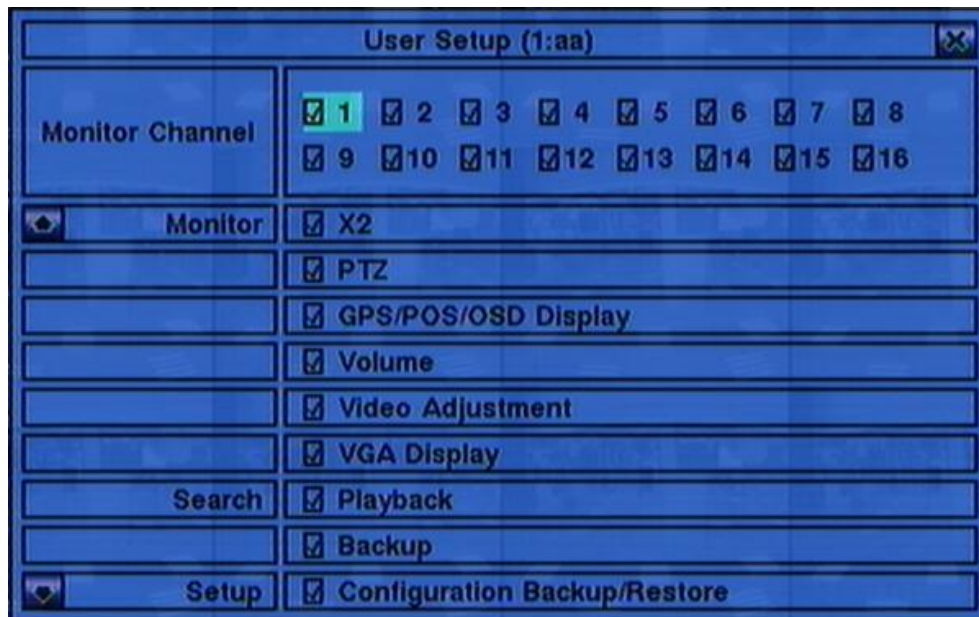 User Setup (1:aa)
Monitor Channel
1 2 3 4 5 6 7 8
9 10 11 12 13 14 15 16
Monitor X2
PTZ
GPS/POS/OSD Display
Volume
Video Adjustment
VGA Display
Search Playback
Backup
Setup Configuration Backup/Restore